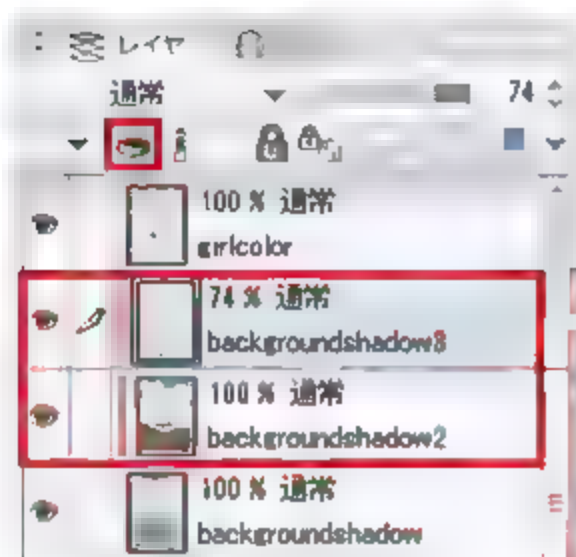 レイヤ
通常 74
100 % 通常
girlcolor
74 % 通常
backgroundshadow3
100 % 通常
backgroundshadow2
100 % 通常
backgroundshadow